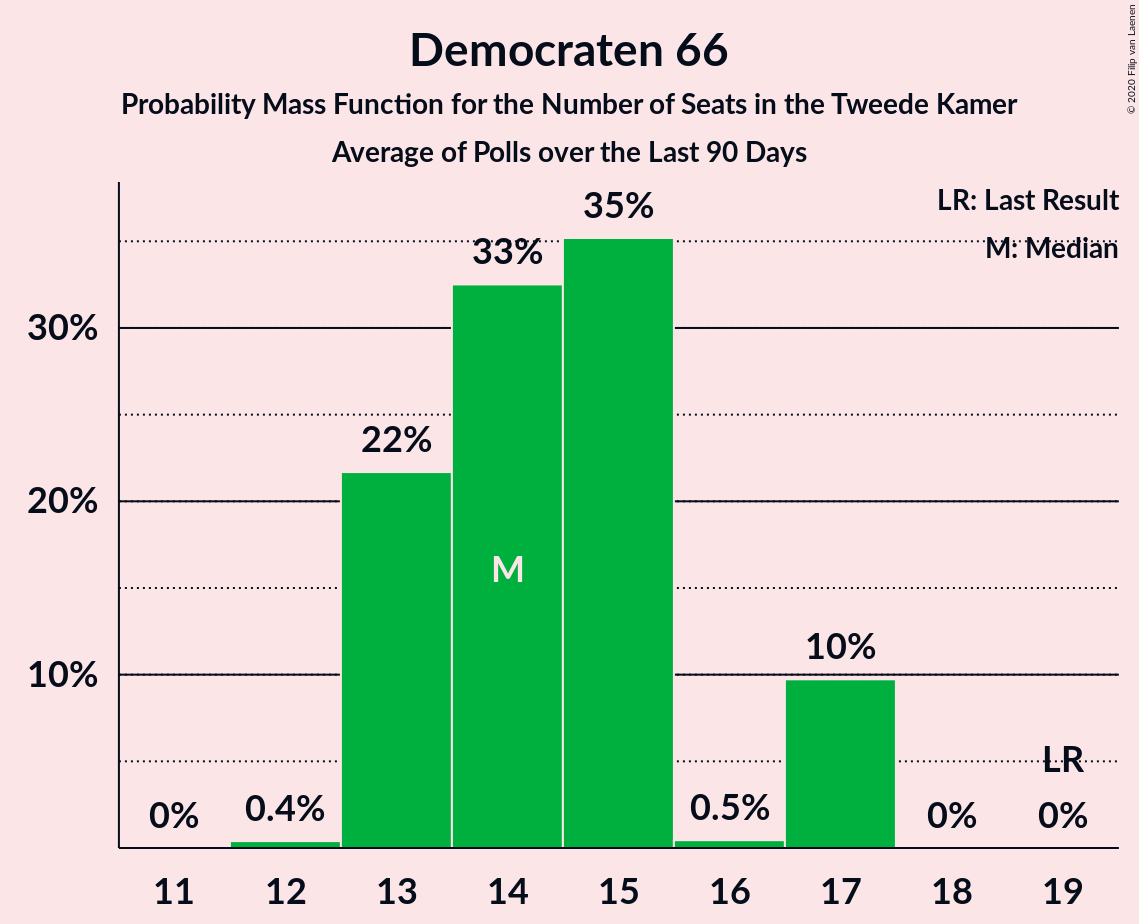 Democraten 66
Probability Mass Function for the Number of Seats in the Tweede Kamer
Average of Polls over the Last 90 Days
© 2020 Filip van Laenen
LR: Last Result
M: Median
35%
33%
30%
22%
20%
M
10%
10%
LR
0%
0.4%
0.5%
0%
0%
11 12 13 14 15 16 17 18 19